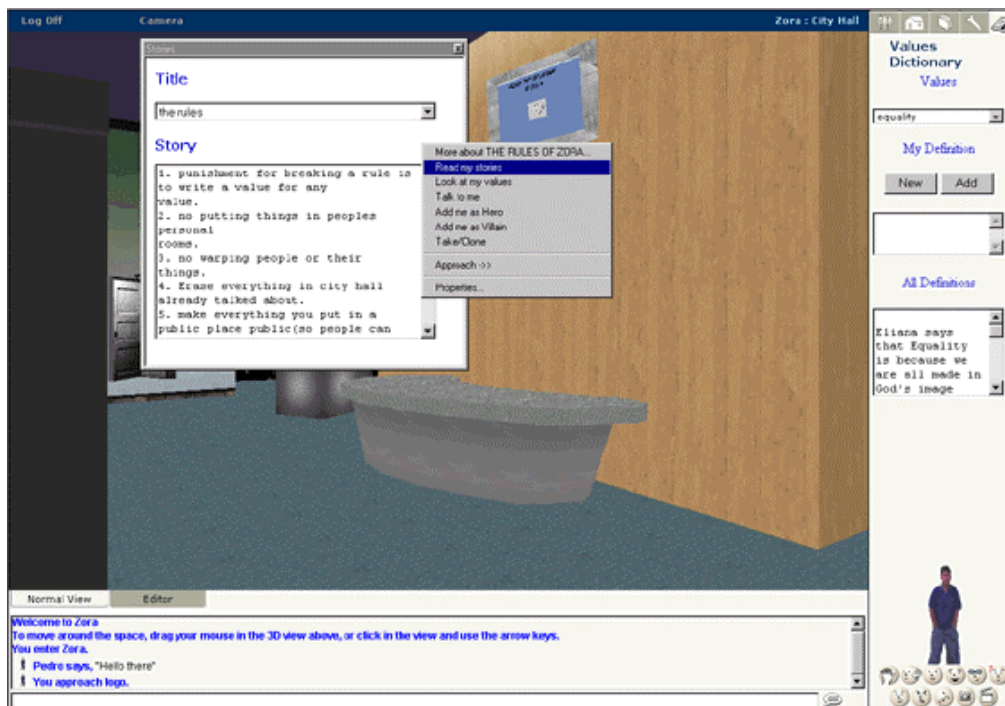 Log Off
Camera
Zora : City Hall
Stories
Title
the rules
Story
1. punishment for breaking a rule is
to write a value for any
value.
2. no putting things in peoples
personal
rooms.
3. no warping people or their
things.
4. Erase everything in city hall
already talked about.
5. make everything you put in a
public place public(so people can
More about THE RULES OF ZORA...
Read my stories
Look at my values
Talk to me
Add me as Hero
Add me as Villain
Take/Clone
Approach ->>
Properties...
Values
Dictionary
Values
equality
My Definition
New
Add
All Definitions
Eliana says
that Equality
is because we
are all made in
God's image
Normal View
Editor
Welcome to Zora
To move around the space, drag your mouse in the 3D view above, or click in the view and use the arrow keys.
You enter Zora.
Pedro says, "Hello there"
You approach logo.